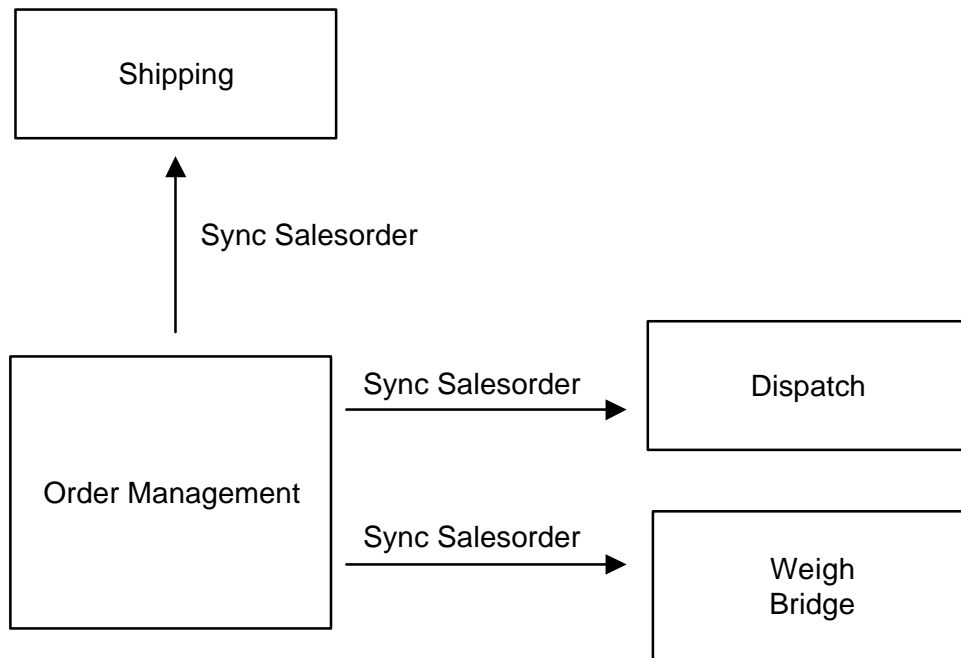 Shipping
Sync Salesorder
Sync Salesorder
Dispatch
Order Management
Sync Salesorder
Weigh
Bridge